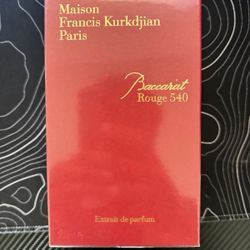 Maison
Francis Kurkdjian
Paris
Baccarat
Rouge 540
Extrait de parfum